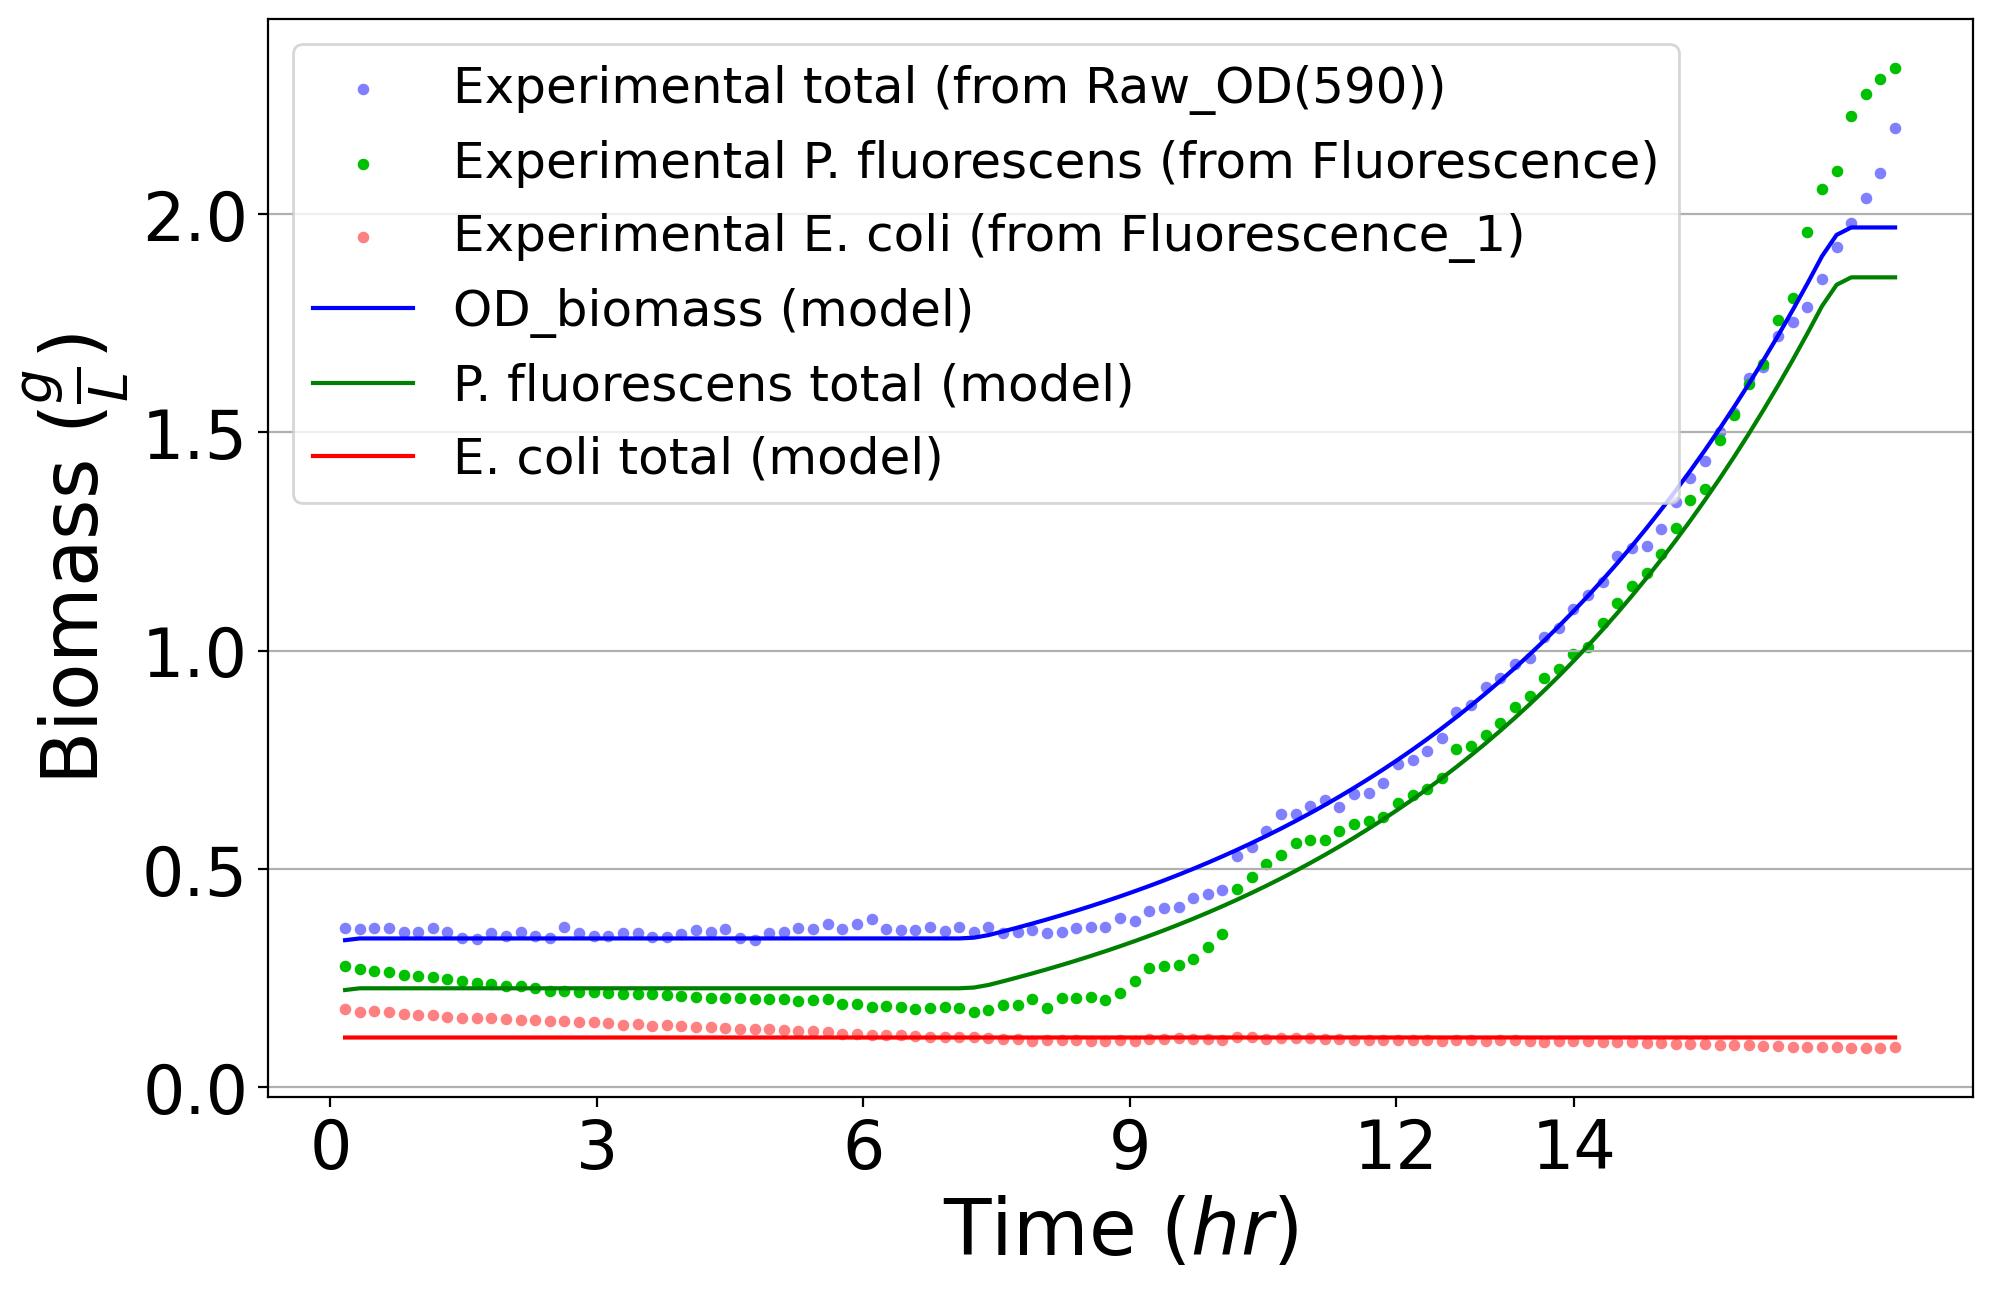 Experimental total (from Raw_OD(590))
Experimental P. fluorescens (from Fluorescence)
Experimental E. coli (from Fluorescence_1)
OD_biomass (model)
P. fluorescens total (model)
E. coli total (model)
Biomass (g/L)
2.0
1.5
1.0
0.5
0.0
0 3 6 9 12 14
Time (hr)